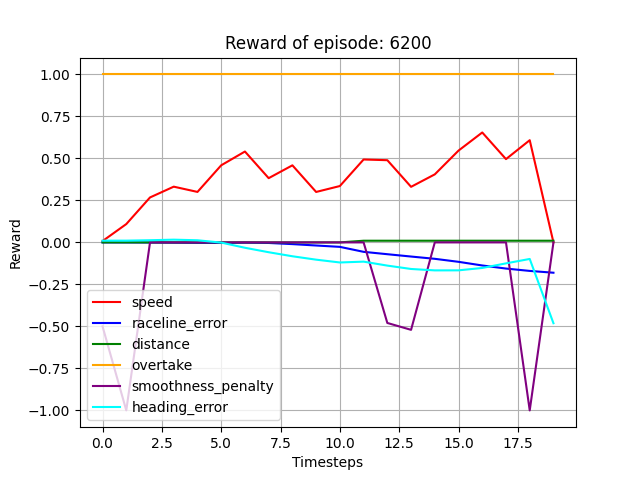 Reward of episode: 6200
1.00
0.75
0.50
0.25
0.00
−0.25
−0.50
−0.75
−1.00
Reward
speed
raceline_error
distance
overtake
smoothness_penalty
heading_error
0.0 2.5 5.0 7.5 10.0 12.5 15.0 17.5
Timesteps